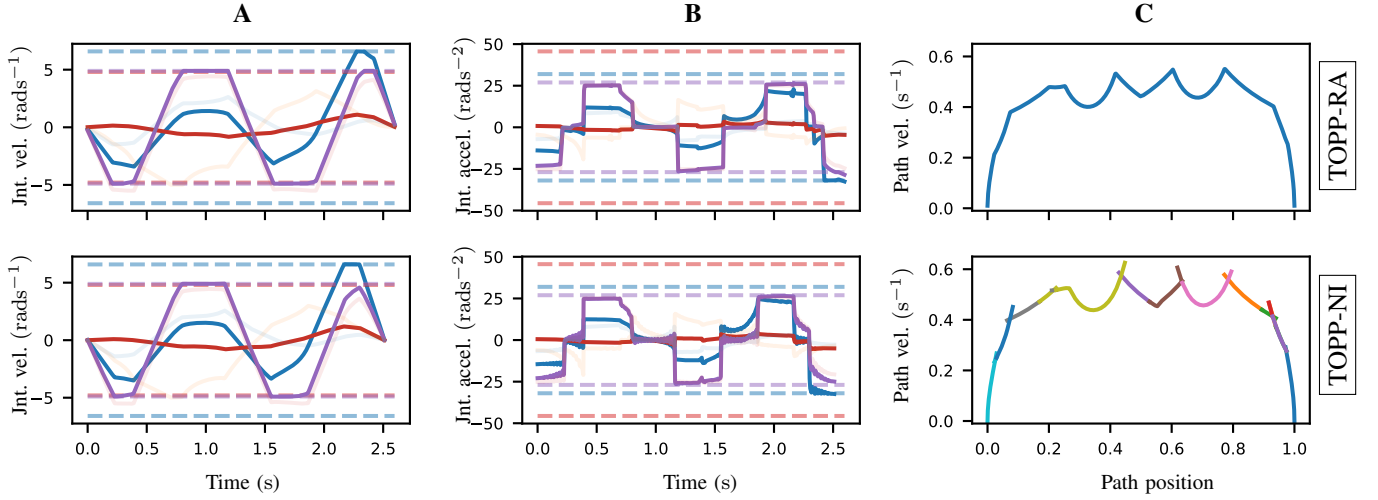 A B C
Jnt. vel. (rads⁻¹)
5
0
−5
Jnt. accel. (rads⁻²)
50
25
0
−25
−50
Path vel. (s⁻¹)
0.6
0.4
0.2
0.0
TOPP-RA
Jnt. vel. (rads⁻¹)
5
0
−5
0.0 0.5 1.0 1.5 2.0 2.5
Time (s)
Jnt. accel. (rads⁻²)
50
25
0
−25
−50
0.0 0.5 1.0 1.5 2.0 2.5
Time (s)
Path vel. (s⁻¹)
0.6
0.4
0.2
0.0
0.0 0.2 0.4 0.6 0.8 1.0
Path position
TOPP-NI